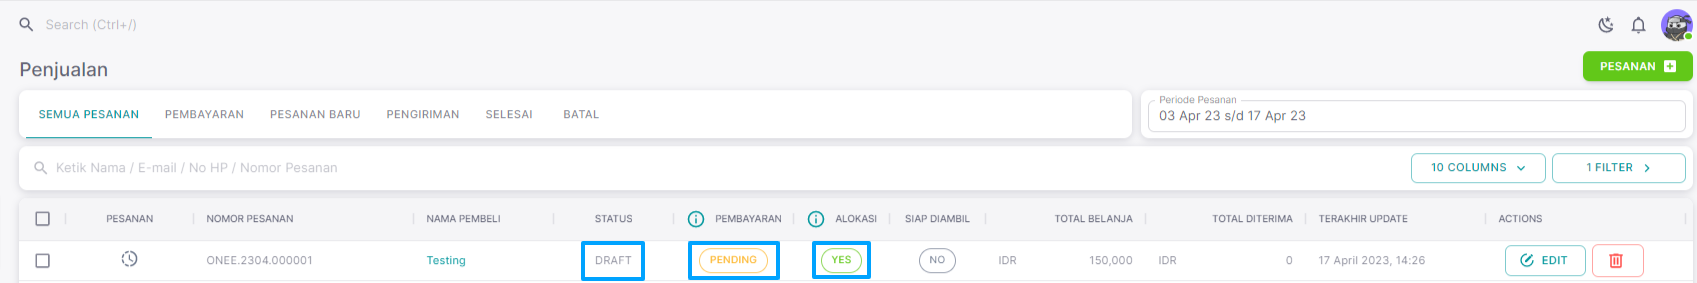 Search (Ctrl+/)
Penjualan
PESANAN
SEMUA PESANAN PEMBAYARAN PESANAN BARU PENGIRIMAN SELESAI BATAL
Periode Pesanan
03 Apr 23 s/d 17 Apr 23
Ketik Nama / E-mail / No HP / Nomor Pesanan 10 COLUMNS 1 FILTER
PESANAN NOMOR PESANAN NAMA PEMBELI STATUS PEMBAYARAN ALOKASI SIAP DIAMBIL TOTAL BELANJA TOTAL DITERIMA TERAKHIR UPDATE ACTIONS
ONEE.2304.000001 Testing DRAFT PENDING YES NO IDR 150,000 IDR 0 17 April 2023, 14:26 EDIT